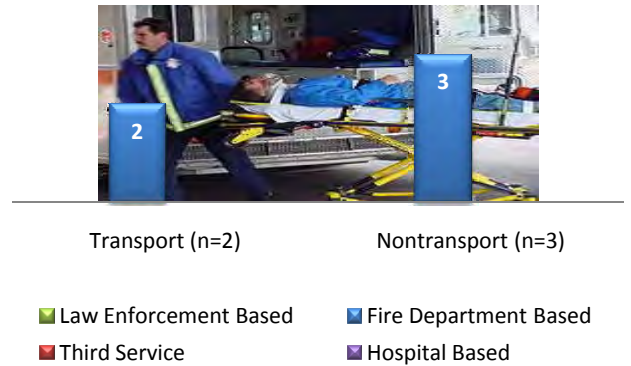 3
2
Transport (n=2) Nontransport (n=3)
Law Enforcement Based Fire Department Based
Third Service Hospital Based